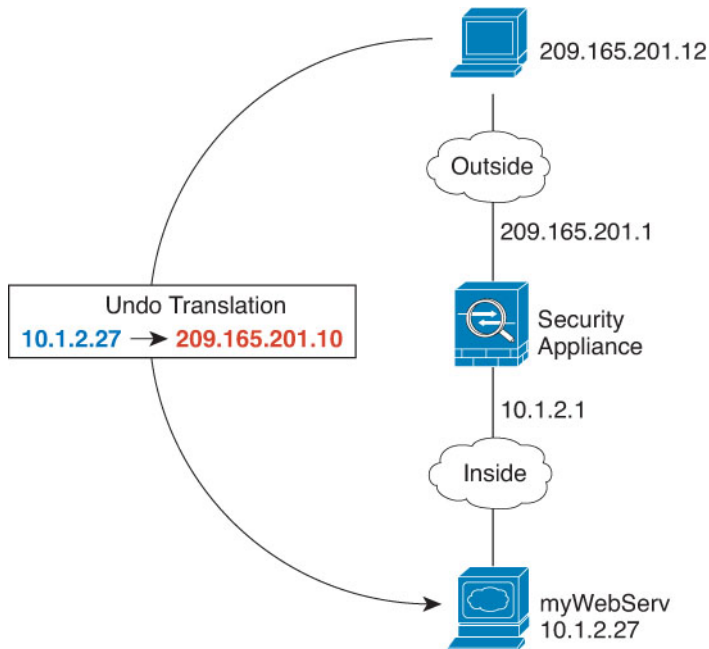 209.165.201.12
Outside
209.165.201.1
Undo Translation
10.1.2.27 → 209.165.201.10
Security
Appliance
10.1.2.1
Inside
myWebServ
10.1.2.27